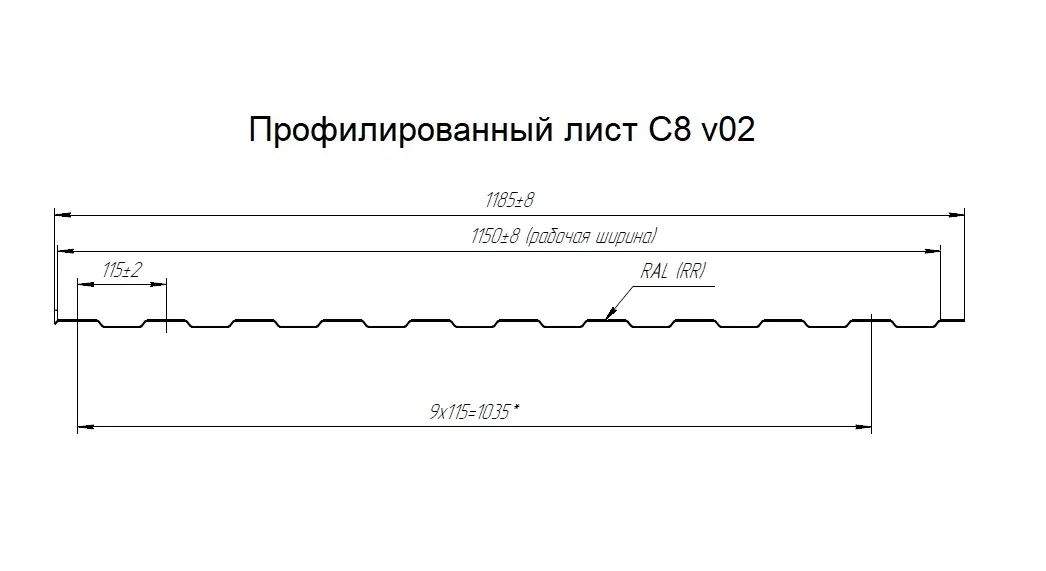 Профилированный лист С8 v02
1185±8
1150±8 (рабочая ширина)
115±2
RAL (RR)
9x115=1035*